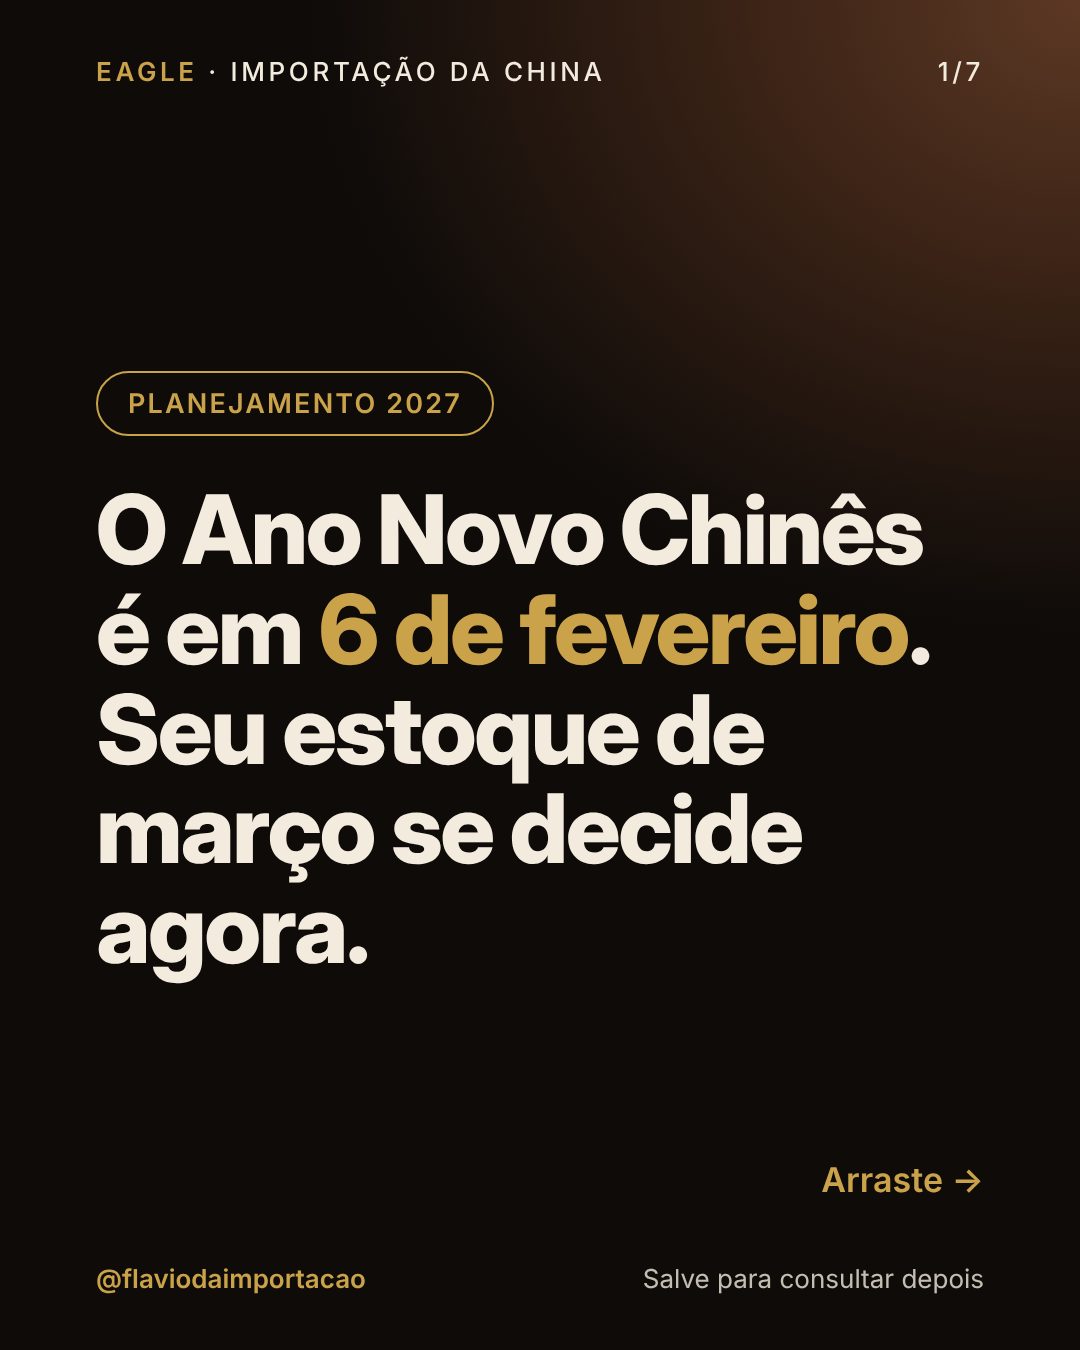 EAGLE · IMPORTAÇÃO DA CHINA
1/7
PLANEJAMENTO 2027
O Ano Novo Chinês
é em 6 de fevereiro.
Seu estoque de
março se decide
agora.
Arraste →
@flaviodaimportacao
Salve para consultar depois